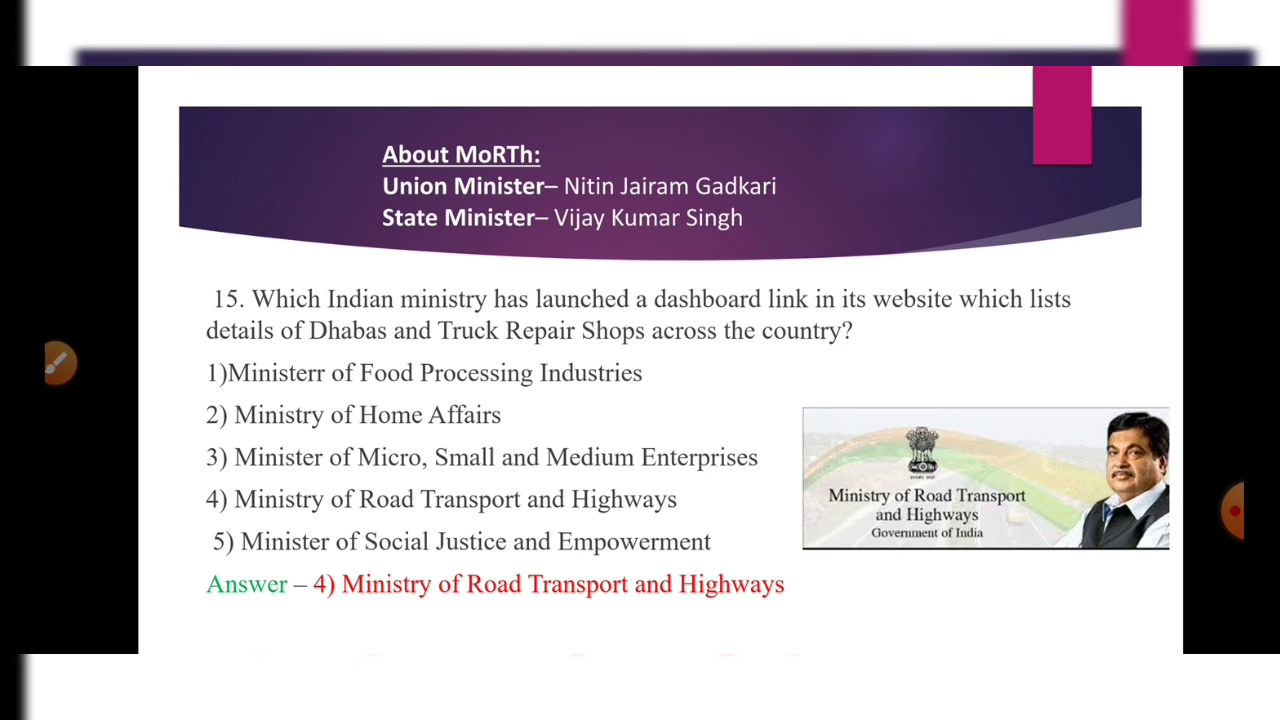 About MoRTh:
Union Minister– Nitin Jairam Gadkari
State Minister– Vijay Kumar Singh
15. Which Indian ministry has launched a dashboard link in its website which lists
details of Dhabas and Truck Repair Shops across the country?
1)Ministerr of Food Processing Industries
2) Ministry of Home Affairs
3) Minister of Micro, Small and Medium Enterprises
4) Ministry of Road Transport and Highways
5) Minister of Social Justice and Empowerment
Answer – 4) Ministry of Road Transport and Highways
Ministry of Road Transport
and Highways
Government of India